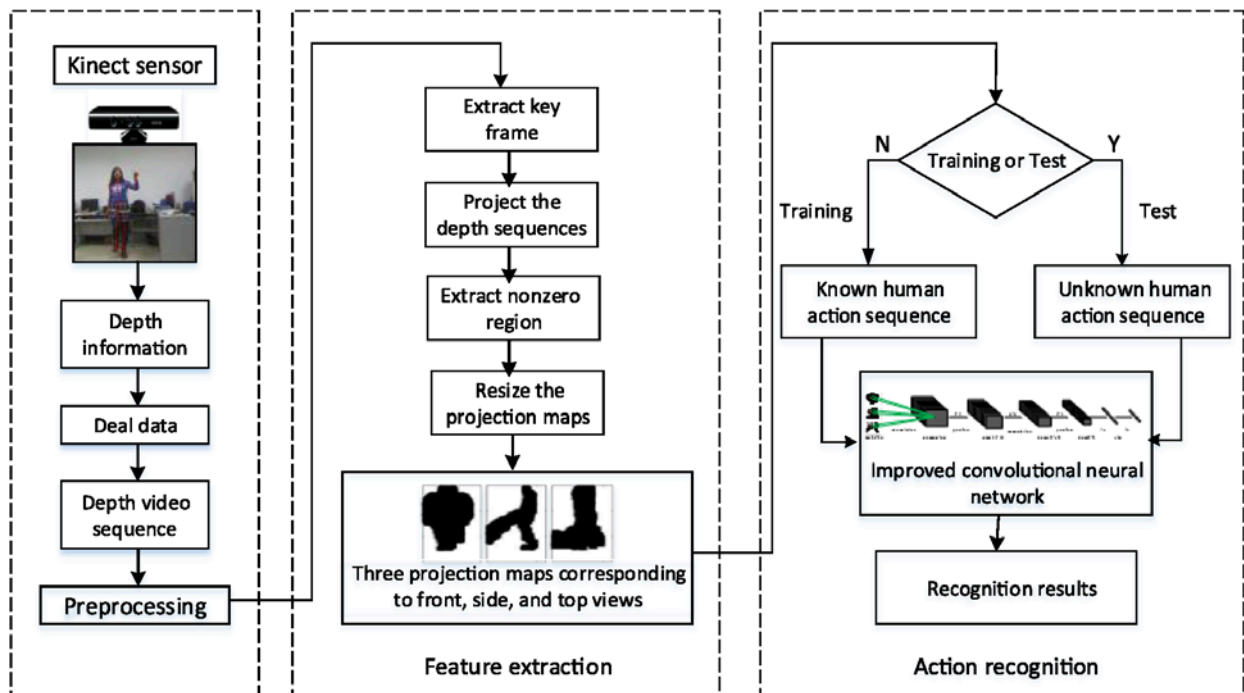 Kinect sensor
Depth
information
Deal data
Depth video
sequence
Preprocessing
Extract key
frame
Project the
depth sequences
Extract nonzero
region
Resize the
projection maps
Three projection maps corresponding
to front, side, and top views
Feature extraction
Training or Test
N
Y
Training
Test
Known human
action sequence
Unknown human
action sequence
Improved convolutional neural
network
Recognition results
Action recognition